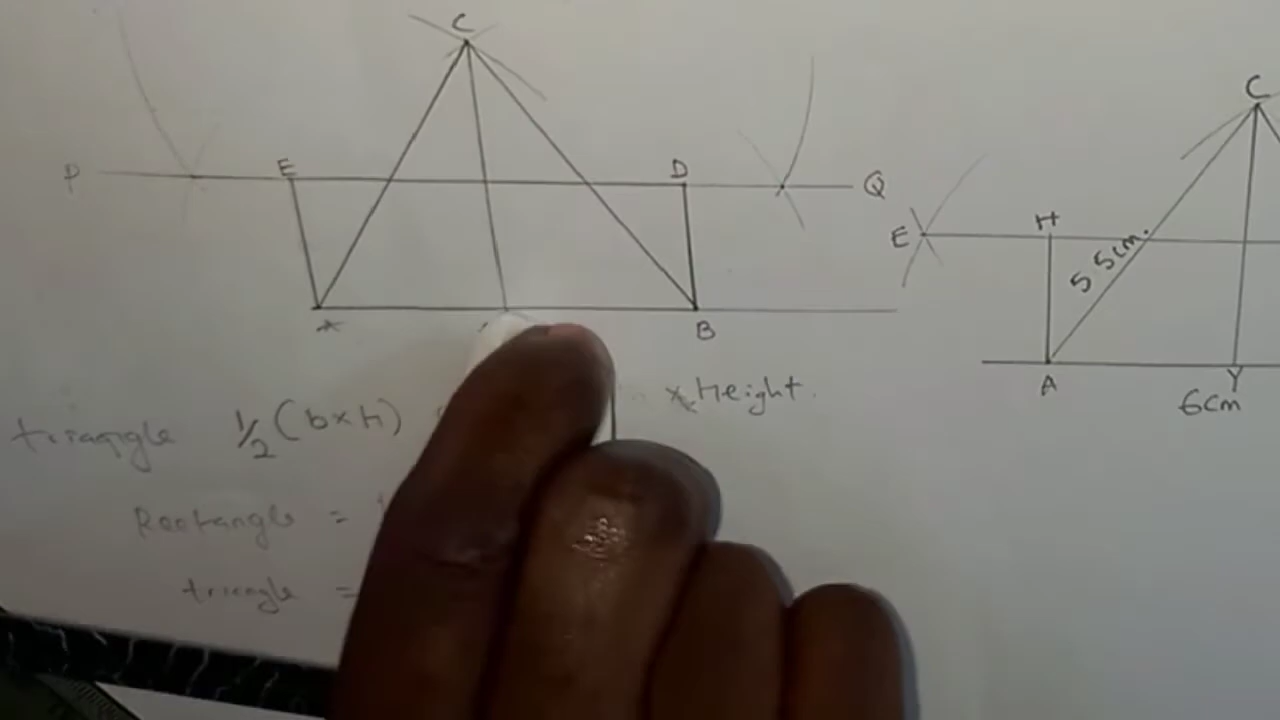 C
P E D Q
A B
triangle ½(b×h) x Height.
Rectangle =
triangle =
C
E H
5 5cm.
A Y
6cm